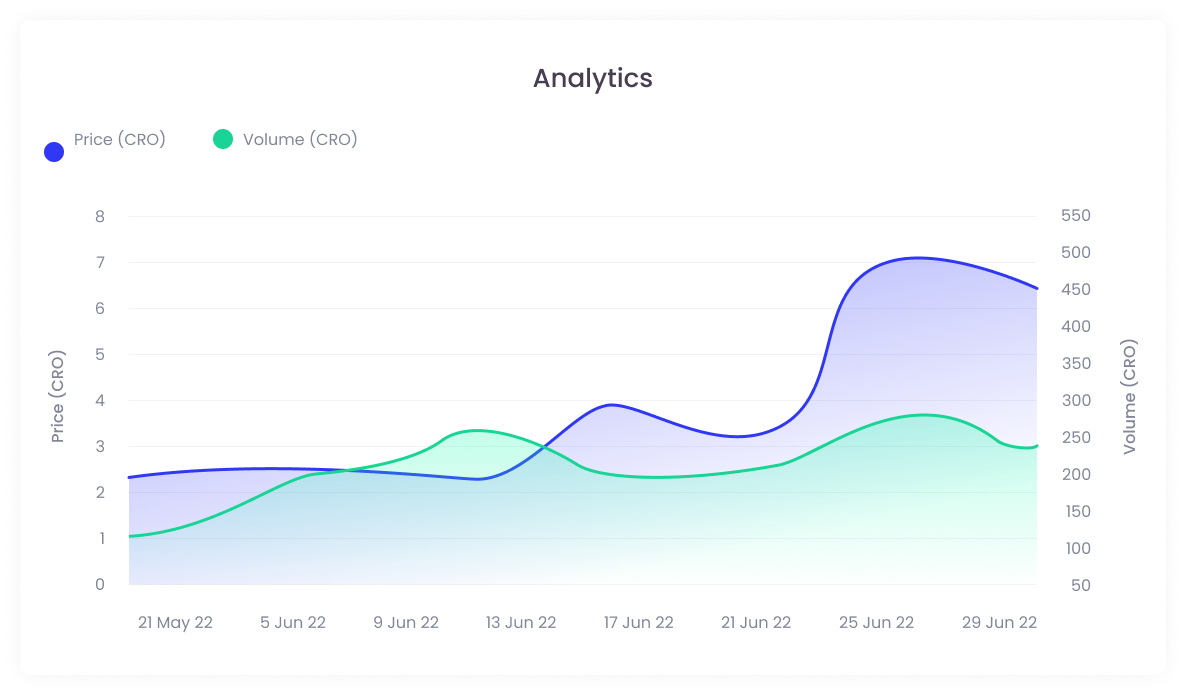 Analytics
Price (CRO)
Volume (CRO)
8
7
6
5
4
3
2
1
0
Price (CRO)
550
500
450
400
350
300
250
200
150
100
50
Volume (CRO)
21 May 22
5 Jun 22
9 Jun 22
13 Jun 22
17 Jun 22
21 Jun 22
25 Jun 22
29 Jun 22